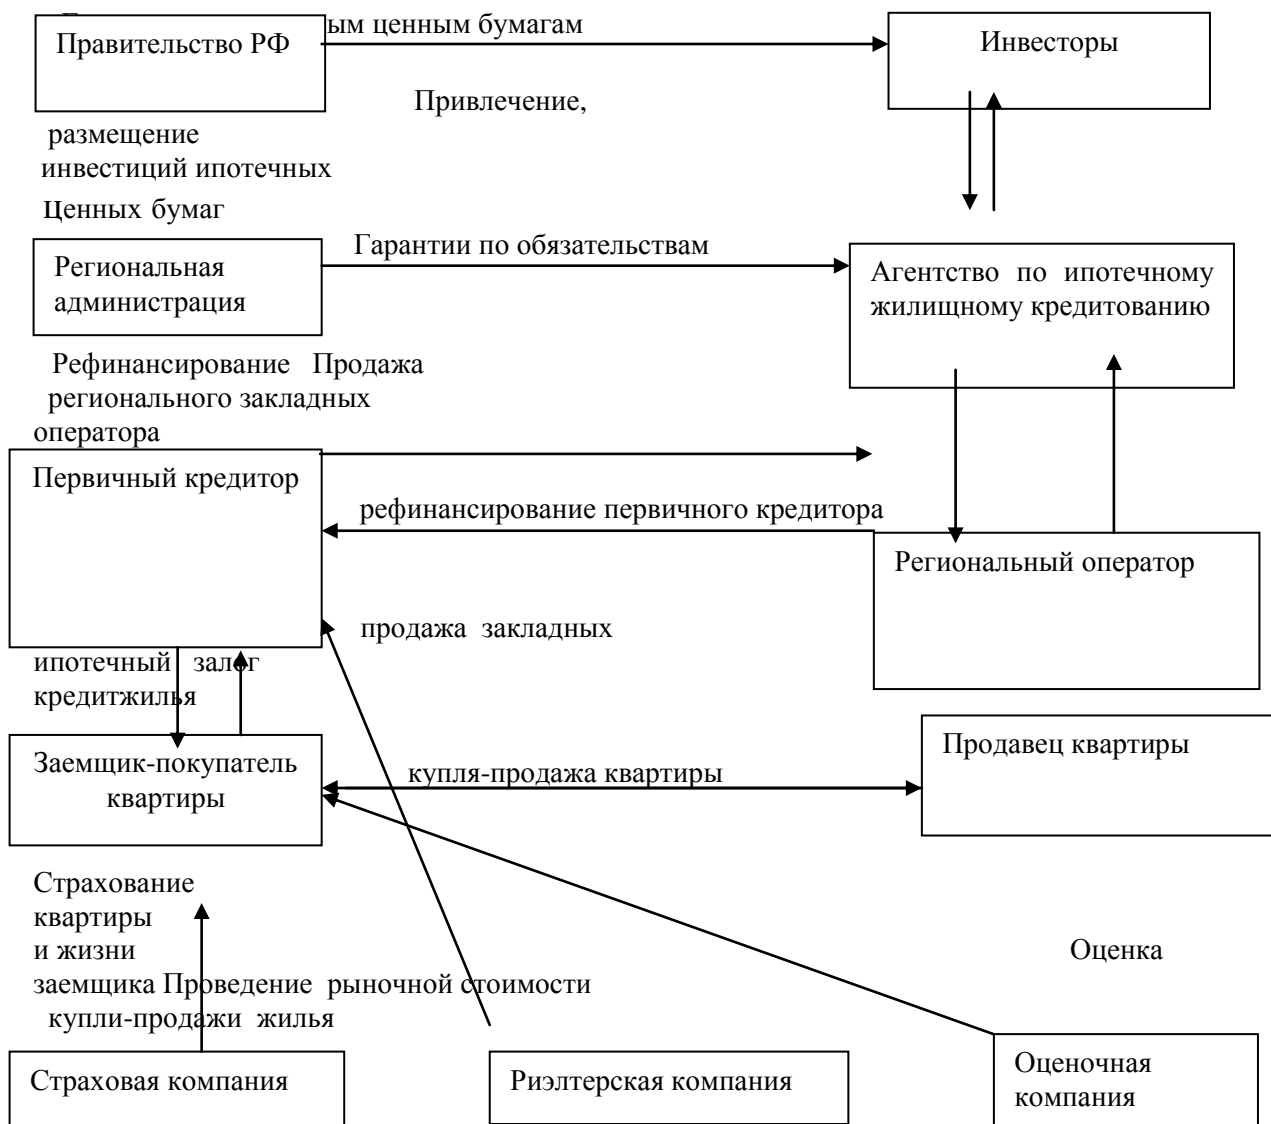 ым ценным бумагам
Правительство РФ
Инвесторы
Привлечение,
размещение
инвестиций ипотечных
Ценных бумаг
Региональная
администрация
Гарантии по обязательствам
Агентство по ипотечному
жилищному кредитованию
Рефинансирование Продажа
регионального закладных
оператора
Первичный кредитор
рефинансирование первичного кредитора
Региональный оператор
продажа закладных
ипотечный залог
кредитжилья
Заемщик-покупатель
квартиры
купля-продажа квартиры
Продавец квартиры
Страхование
квартиры
и жизни
Оценка
заемщика Проведение рыночной стоимости
купли-продажи жилья
Страховая компания
Риэлтерская компания
Оценочная
компания